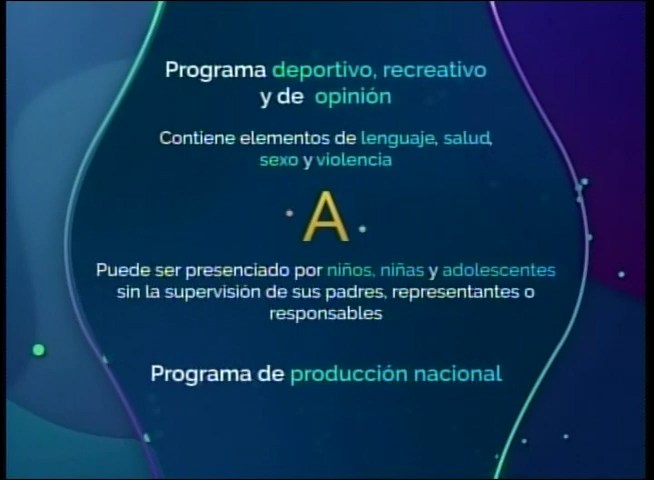 Programa deportivo, recreativo
y de opinión
Contiene elementos de lenguaje, salud,
sexo y violencia
A
Puede ser presenciado por niños, niñas y adolescentes
sin la supervisión de sus padres, representantes o
responsables
Programa de producción nacional